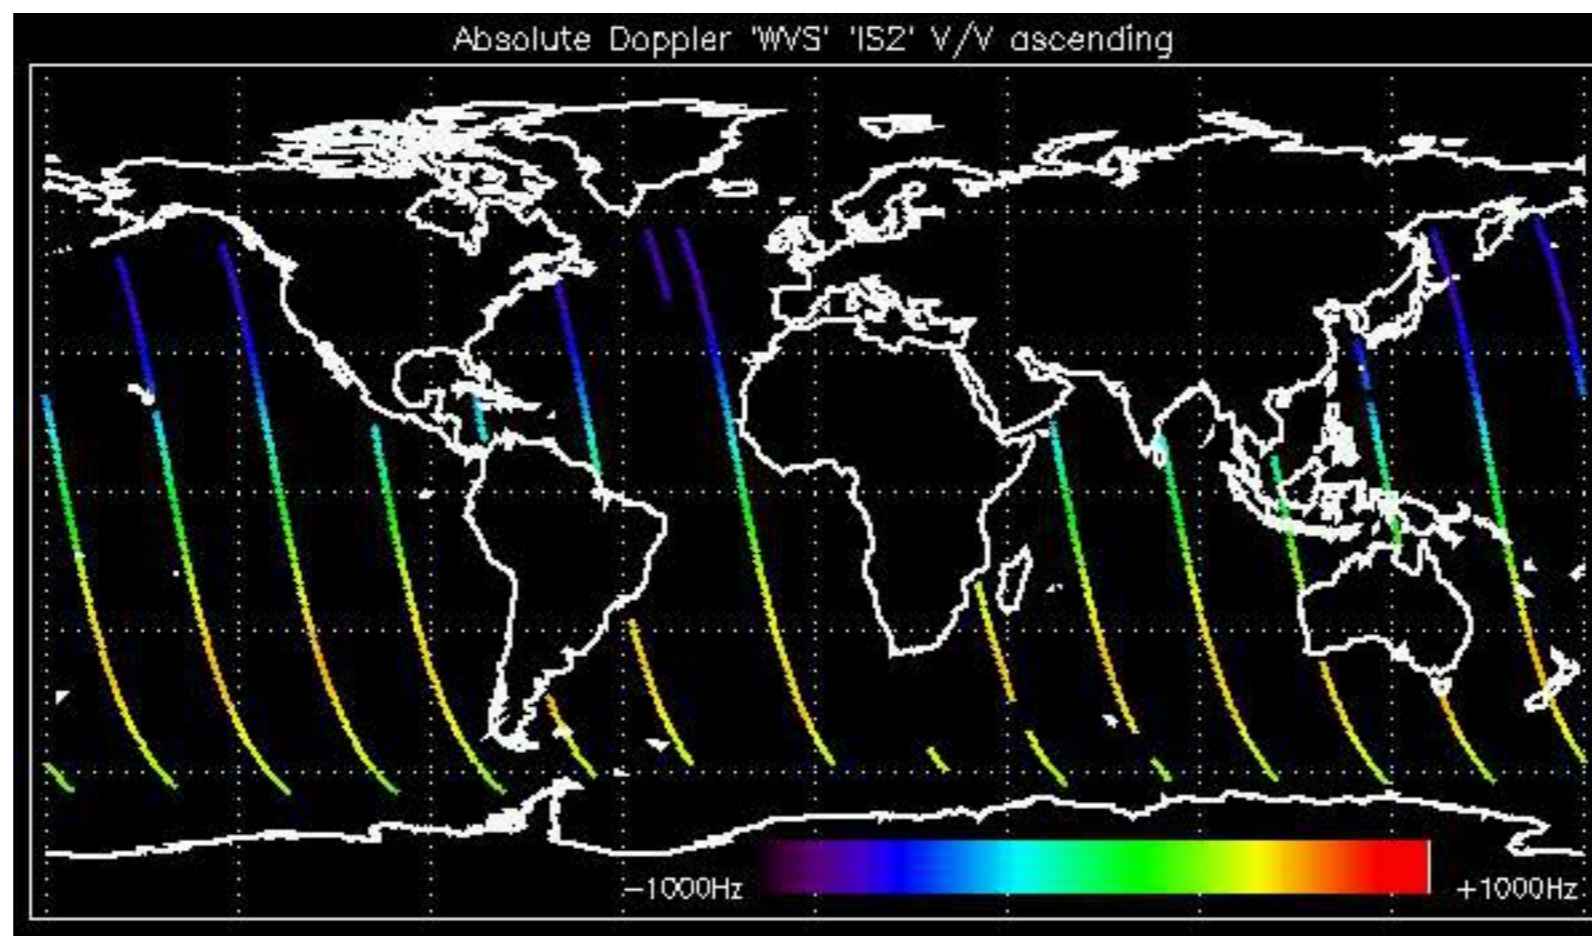 Absolute Doppler 'WVS' 'IS2' V/V ascending
-1000Hz +1000Hz